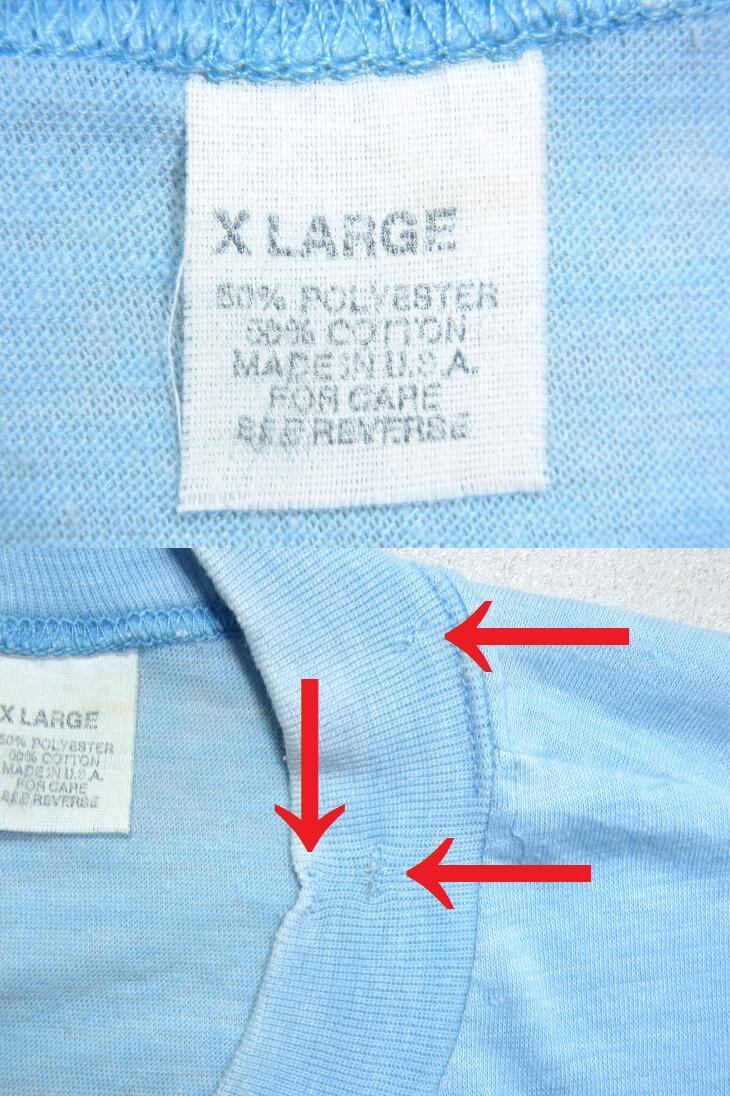 X LARGE
50% POLYESTER
50% COTTON
MADE IN U.S.A.
FOR CARE
SEE REVERSE
X LARGE
50% POLYESTER
50% COTTON
MADE IN U.S.A.
FOR CARE
SEE REVERSE